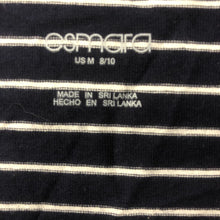 esmara
US M 8/10
MADE IN SRI LANKA
HECHO EN SRI LANKA